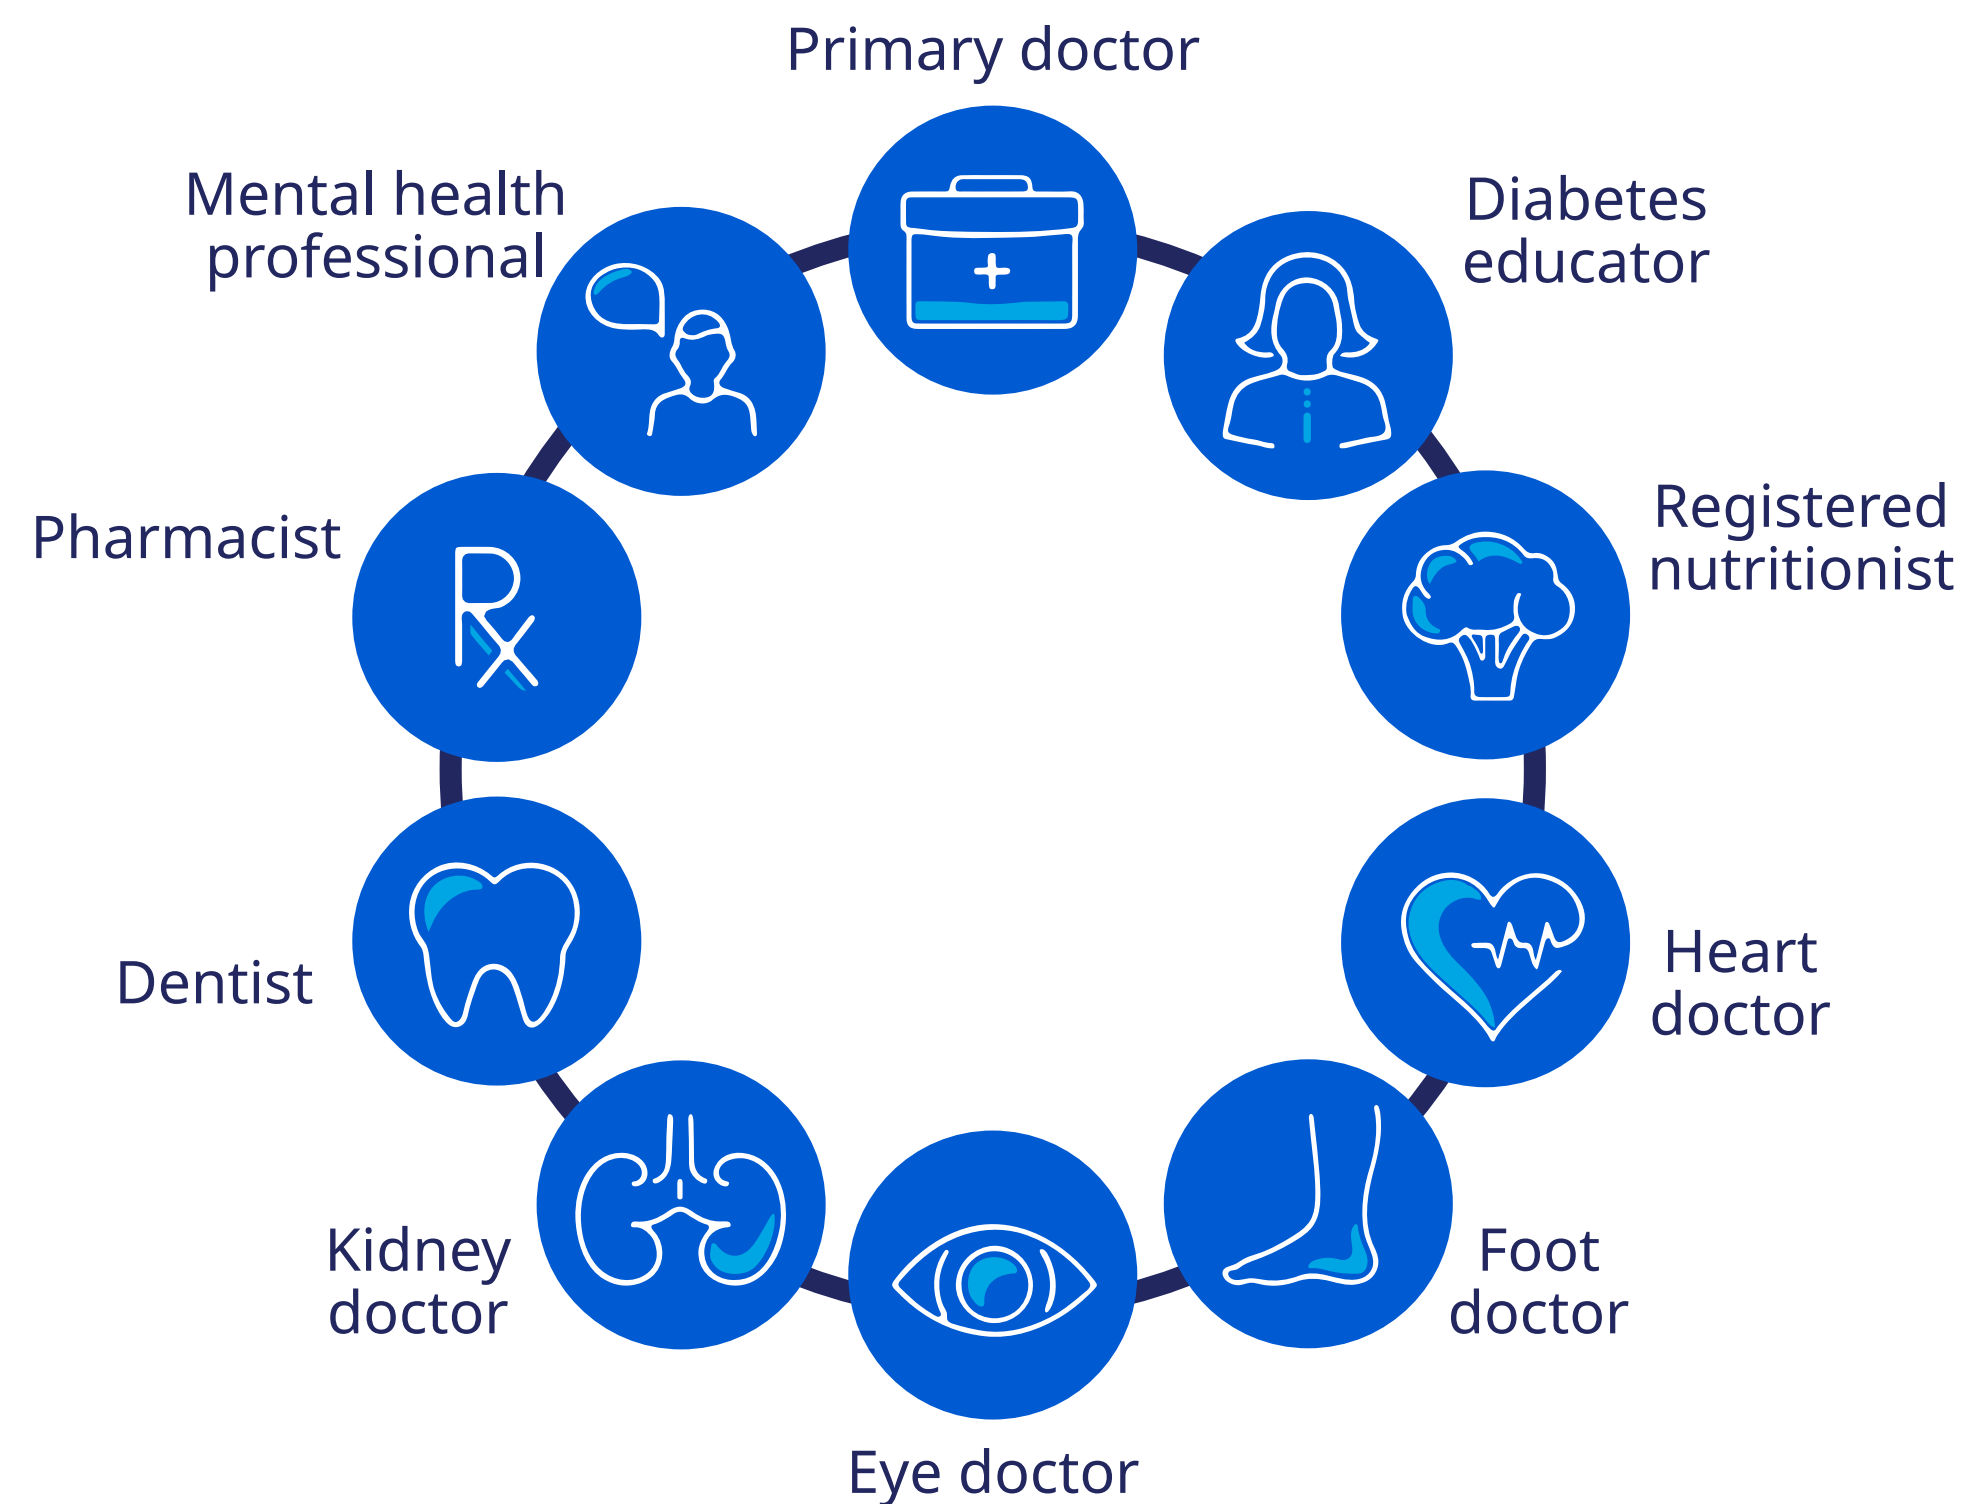 Primary doctor
Diabetes
educator
Registered
nutritionist
Heart
doctor
Foot
doctor
Eye doctor
Kidney
doctor
Dentist
Pharmacist
Rx
Mental health
professional